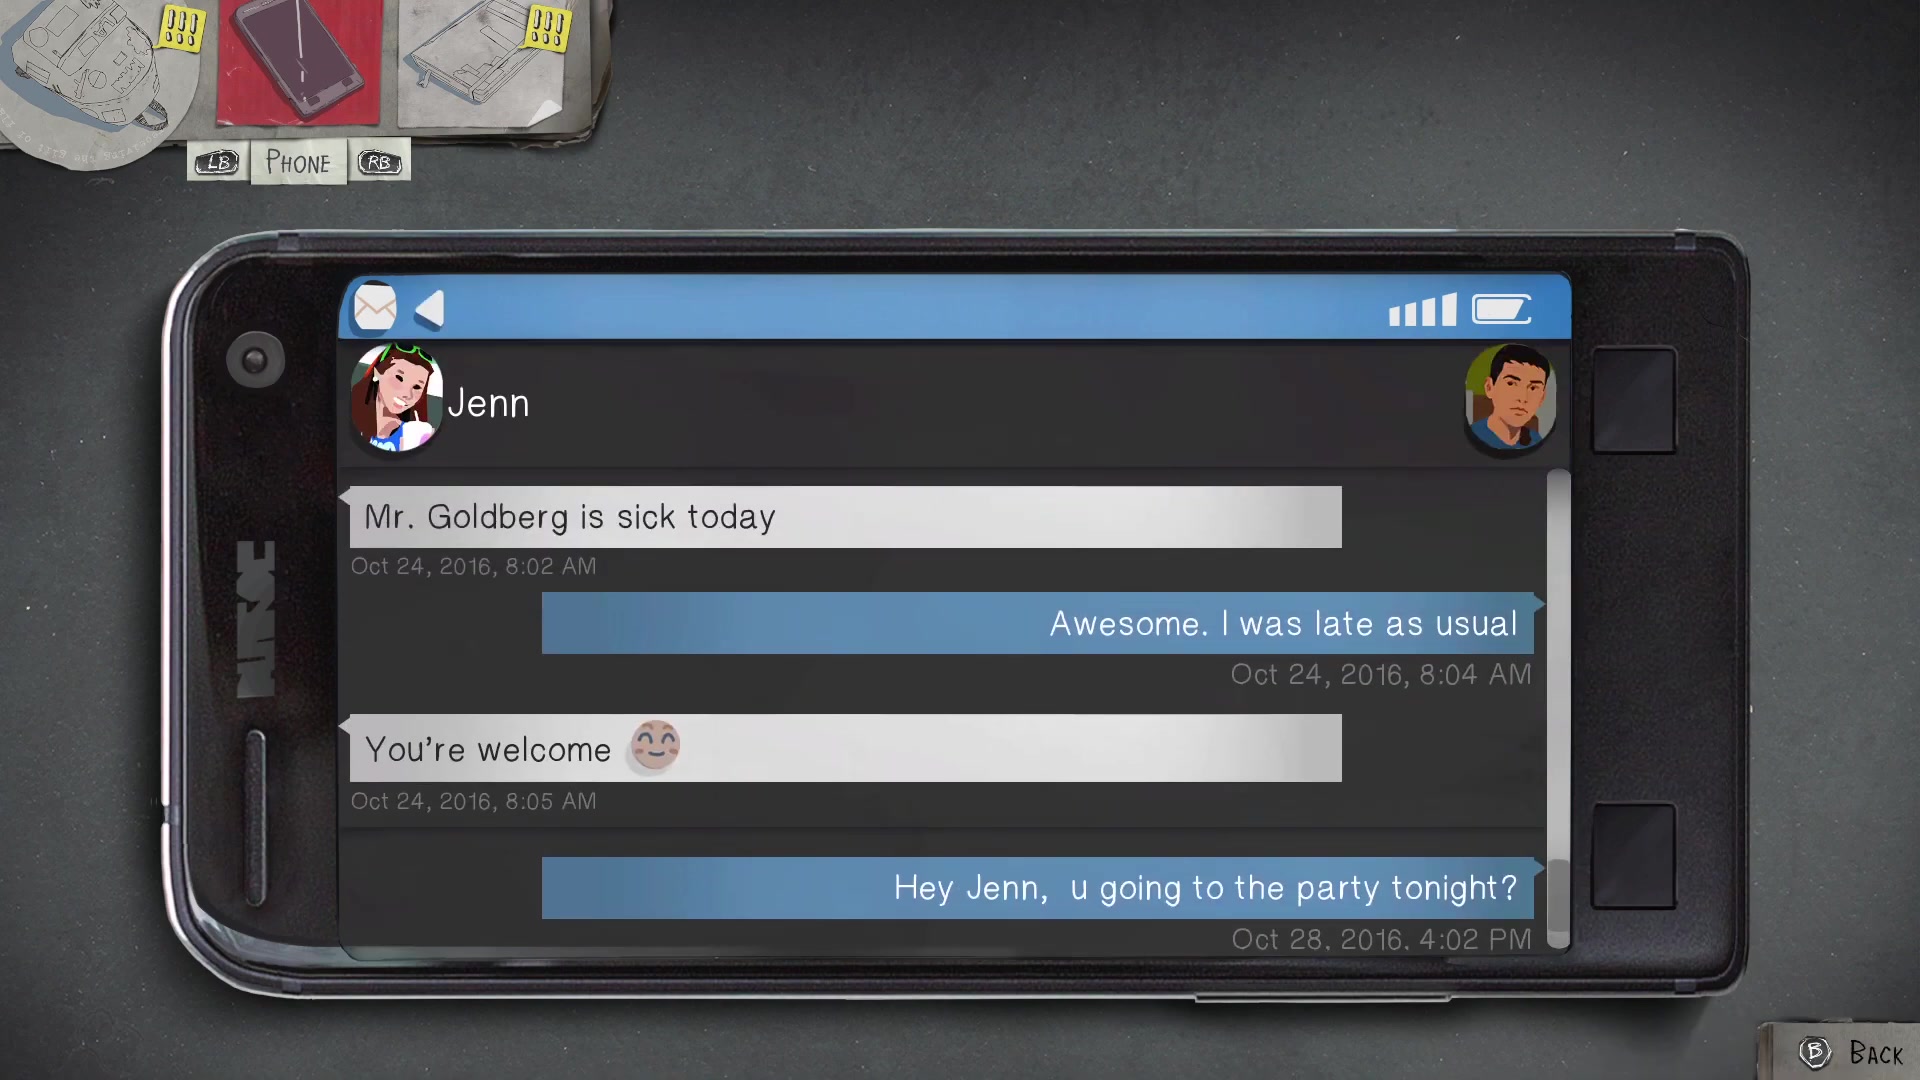 LB PHONE RB
Jenn
Mr. Goldberg is sick today
Oct 24, 2016, 8:02 AM
Awesome. I was late as usual
Oct 24, 2016, 8:04 AM
You're welcome
Oct 24, 2016, 8:05 AM
Hey Jenn, u going to the party tonight?
Oct 28, 2016, 4:02 PM
B BACK